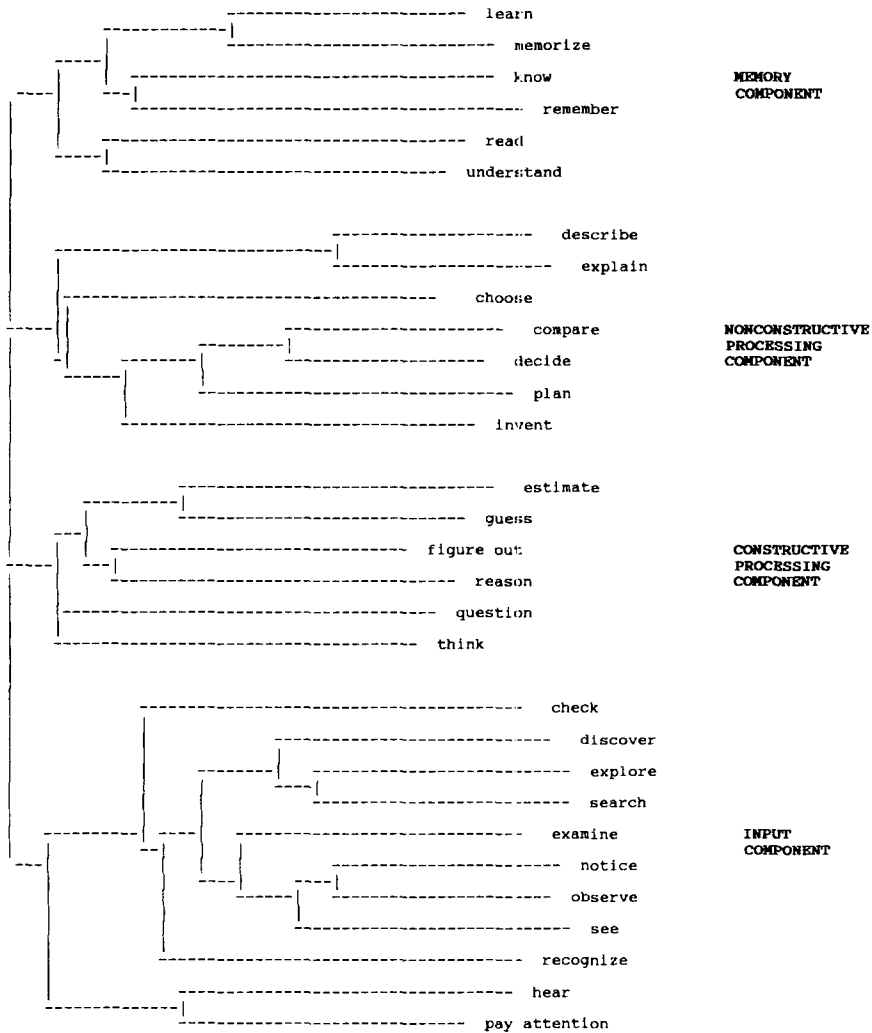 learn
memorize
know MEMORY
COMPONENT
remember
read
understand
describe
explain
choose
compare NONCONSTRUCTIVE
PROCESSING
decide COMPONENT
plan
invent
estimate
guess
figure out CONSTRUCTIVE
PROCESSING
reason COMPONENT
question
think
check
discover
explore
search
examine INPUT
COMPONENT
notice
observe
see
recognize
hear
pay attention